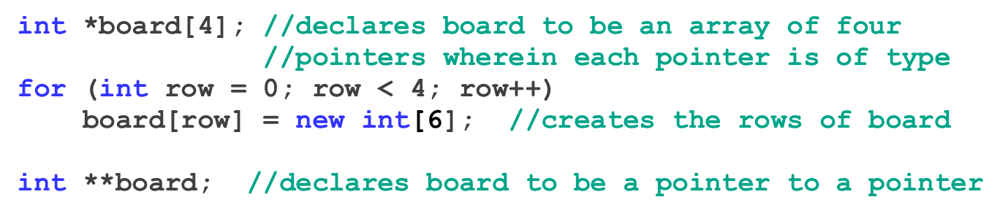 int *board[4]; //declares board to be an array of four
//pointers wherein each pointer is of type
for (int row = 0; row < 4; row++)
board[row] = new int[6]; //creates the rows of board
int **board; //declares board to be a pointer to a pointer